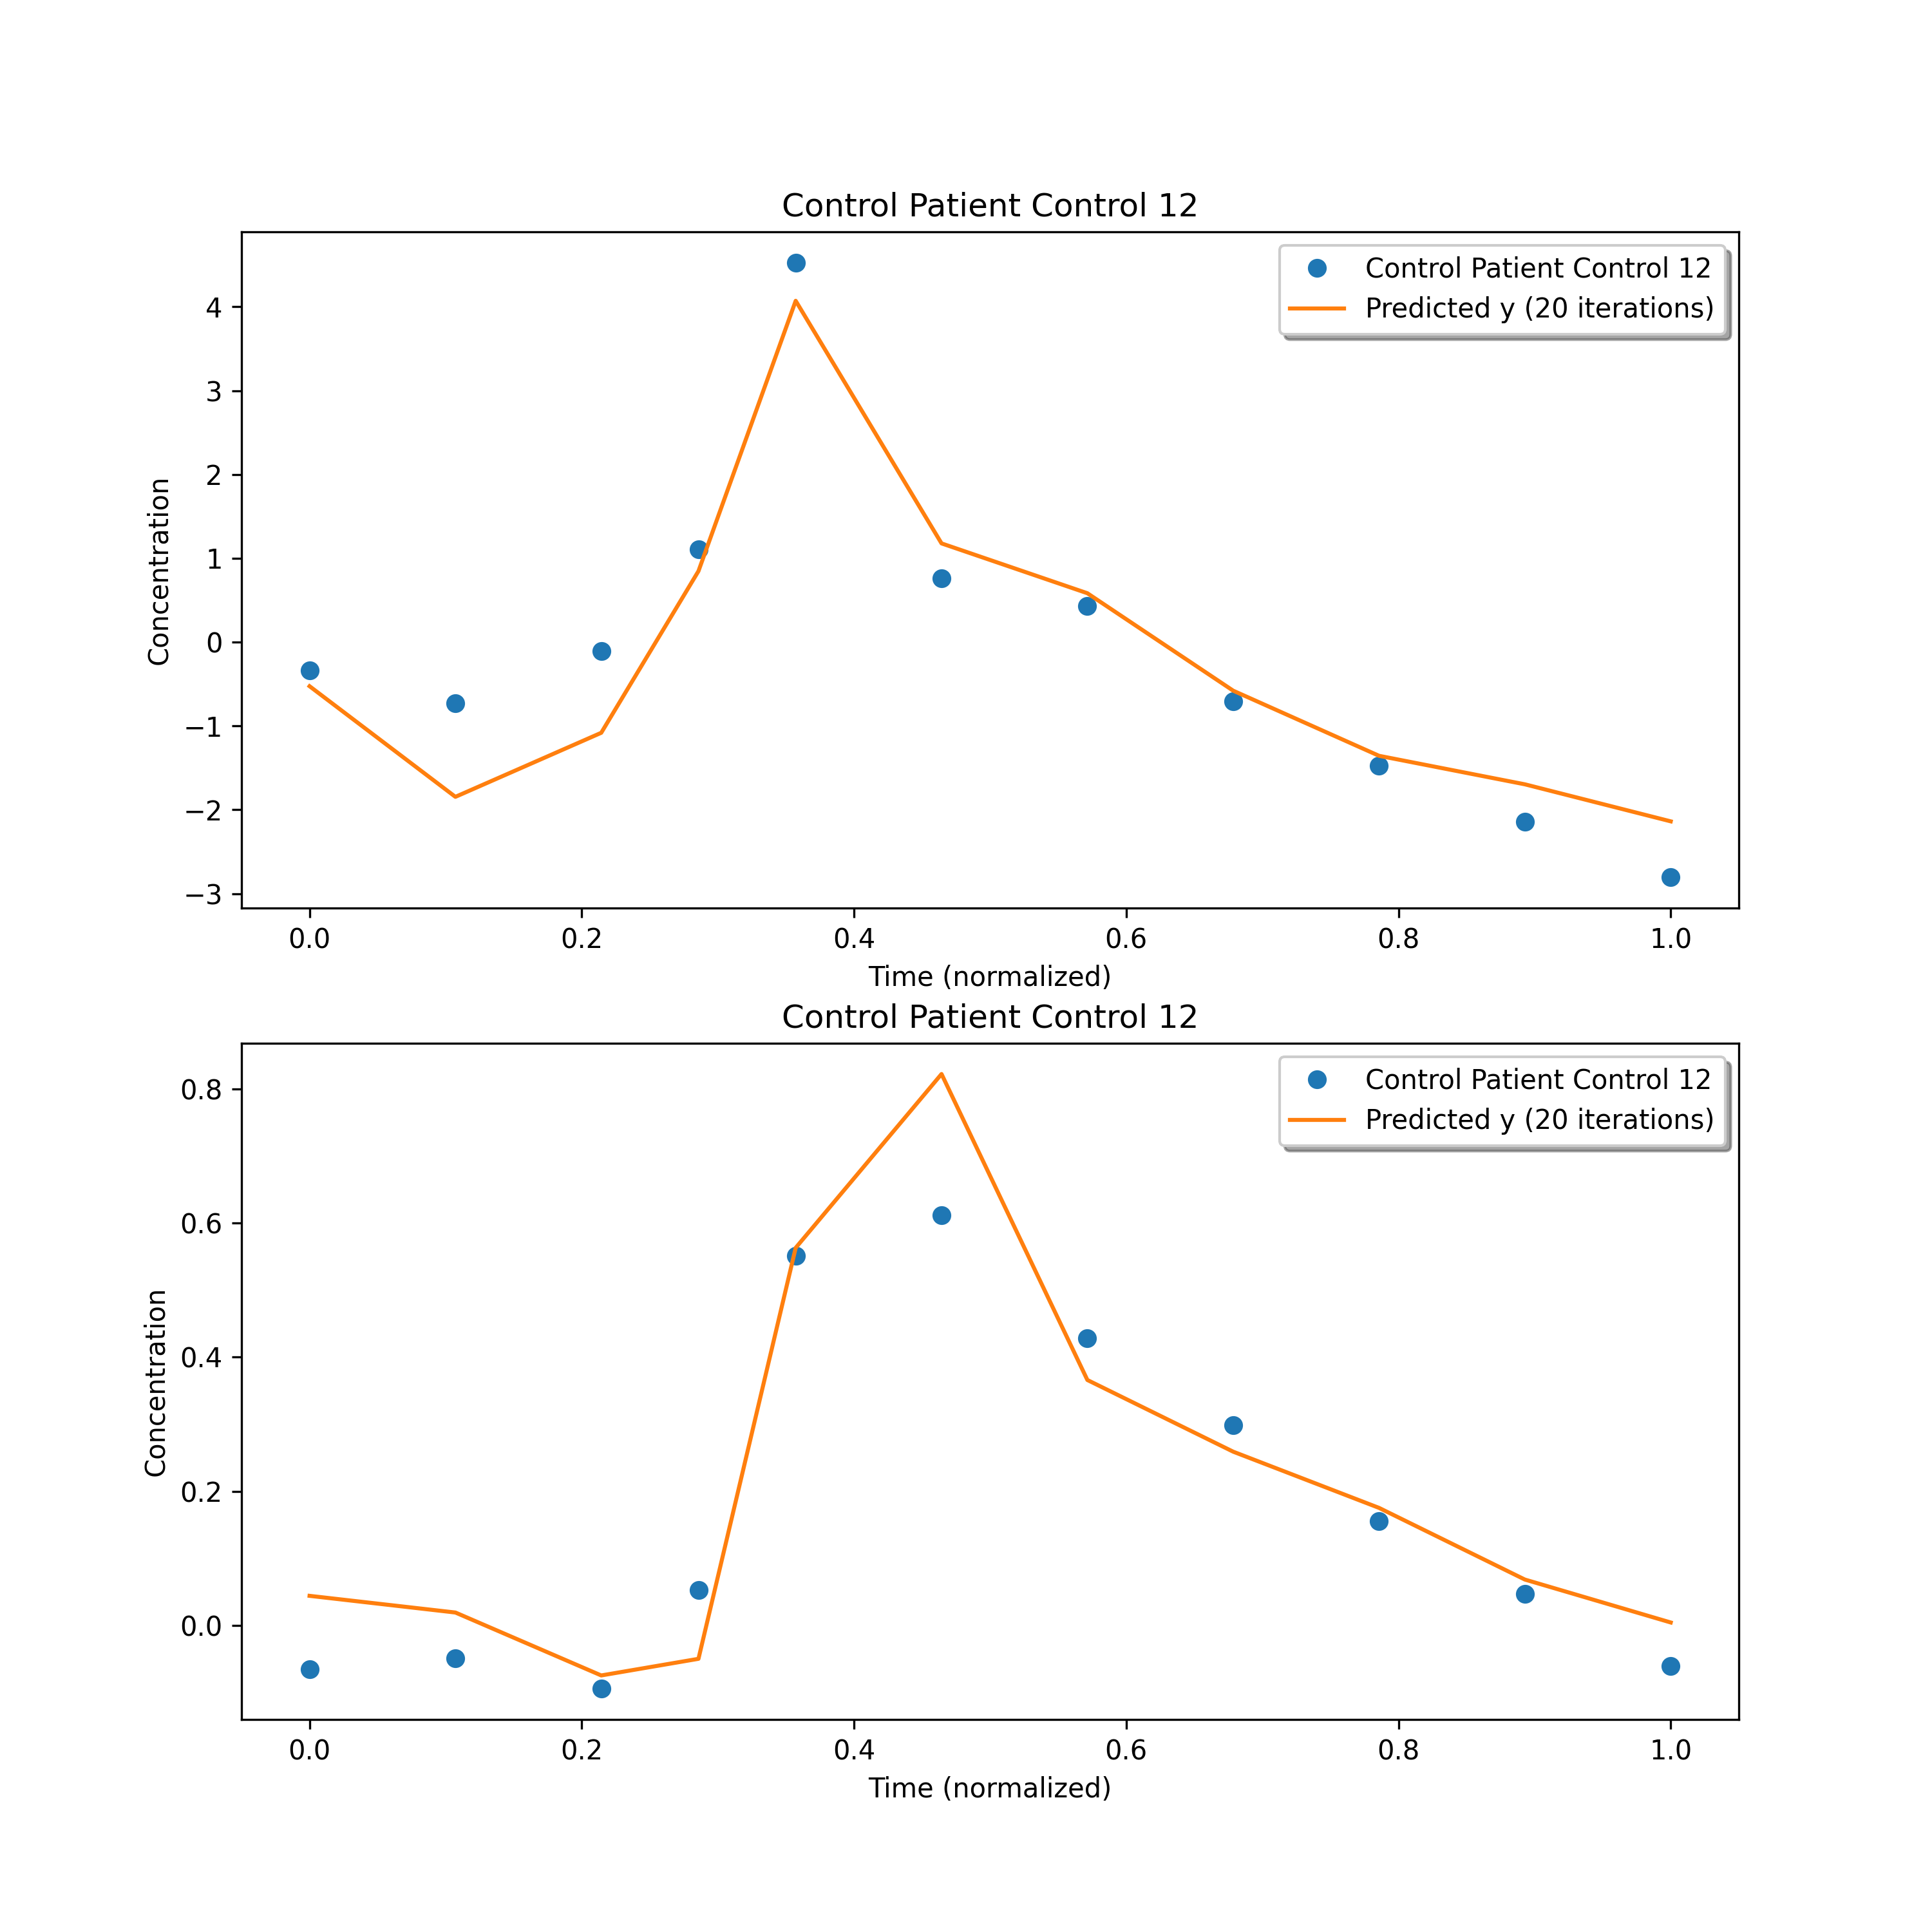 Control Patient Control 12
Control Patient Control 12
Predicted y (20 iterations)
Concentration
4
3
2
1
0
−1
−2
−3
0.0 0.2 0.4 0.6 0.8 1.0
Time (normalized)
Control Patient Control 12
Control Patient Control 12
Predicted y (20 iterations)
Concentration
0.8
0.6
0.4
0.2
0.0
0.0 0.2 0.4 0.6 0.8 1.0
Time (normalized)